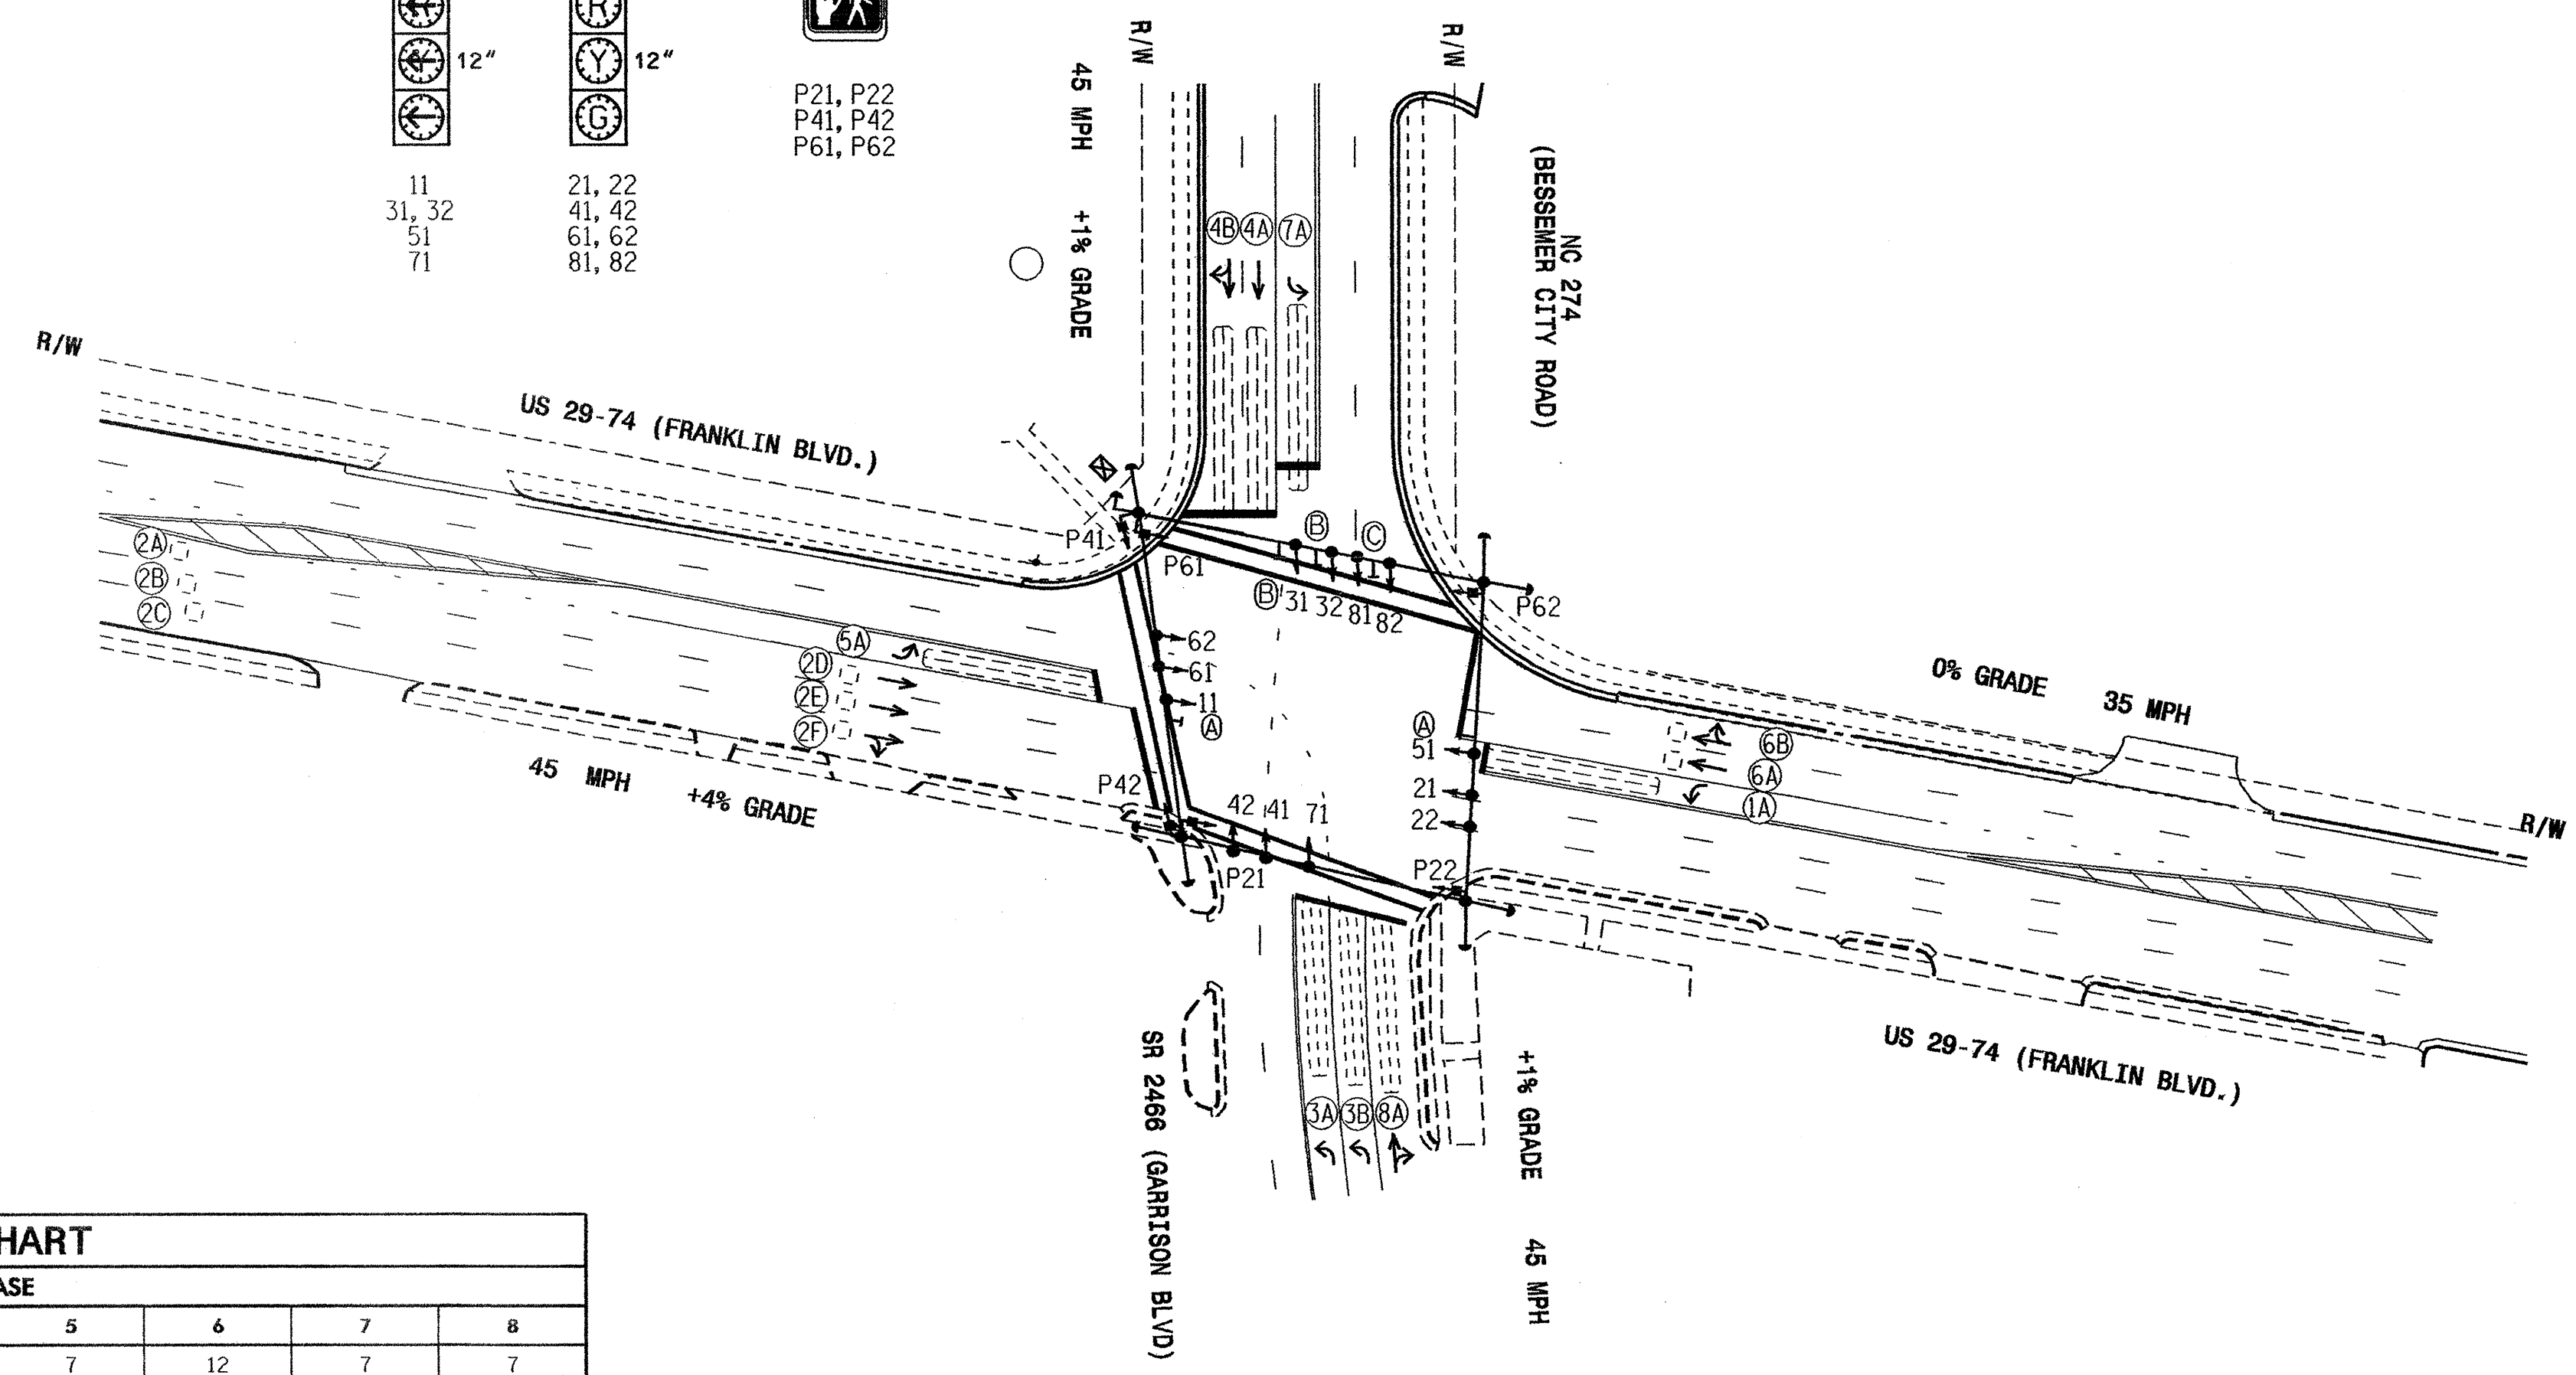 R
Y
G
12"
12"
11
31, 32
51
71
21, 22
41, 42
61, 62
81, 82
P21, P22
P41, P42
P61, P62
R/W
R/W
45 MPH +1% GRADE
NC 274
(BESSEMER CITY ROAD)
4B
4A
7A
R/W
US 29-74 (FRANKLIN BLVD.)
2A
2B
2C
5A
2D
2E
2F
45 MPH +4% GRADE
P41
P61
B
C
B
31
32
81
82
P62
62
61
11
A
A
51
21
22
0% GRADE 35 MPH
6B
6A
1A
R/W
P42
42
41
71
P21
P22
US 29-74 (FRANKLIN BLVD.)
3A
3B
8A
SR 2466 (GARRISON BLVD)
+1% GRADE 45 MPH
HART
ASE
5 6 7 8
7 12 7 7